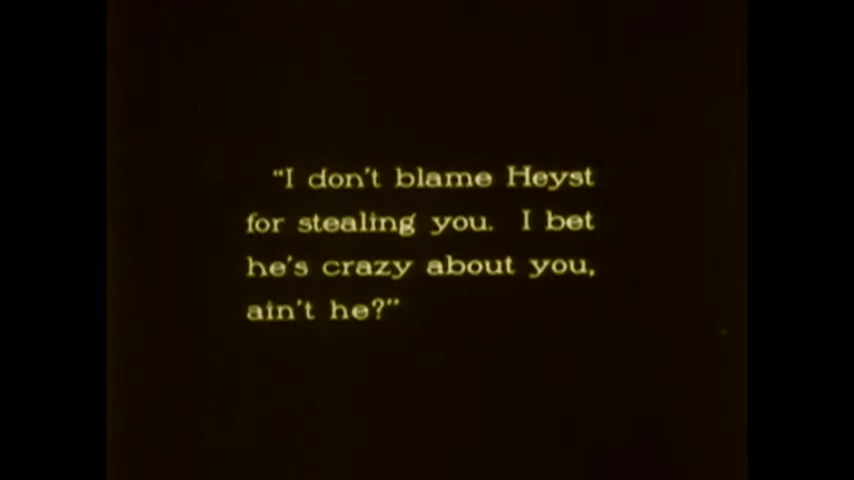 “I don't blame Heyst
for stealing you. I bet
he's crazy about you,
ain't he?”